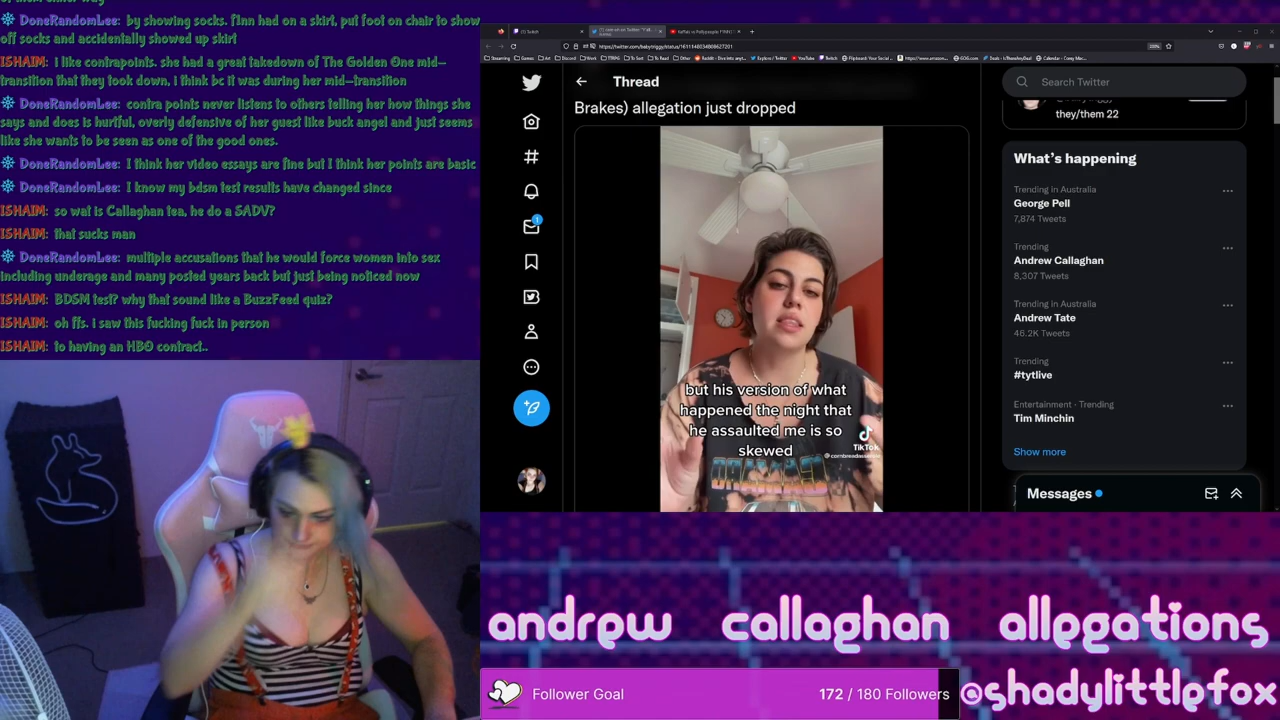 DoneRandomLee: by showing socks. f1nn had on a skirt, put foot on chair to show
off socks and accidentally showed up skirt
ISHAIM: i like contrapoints. she had a great takedown of The Golden One mid-
transition that they took down, i think bc it was during her mid-transition
DoneRandomLee: contra points never listens to others telling her how things she
says and does is hurtful, overly defensive of her guest like buck angel and just seems
like she wants to be seen as one of the good ones.
DoneRandomLee: I think her video essays are fine but I think her points are basic
DoneRandomLee: I know my bdsm test results have changed since
ISHAIM: so wat is Callaghan tea, he do a SADV?
ISHAIM: that sucks man
DoneRandomLee: multiple accusations that he would force women into sex
including underage and many posted years back but just being noticed now
ISHAIM: BDSM test? why that sound like a BuzzFeed quiz?
ISHAIM: oh ffs. i saw this fucking fuck in person
ISHAIM: to having an HBO contract..
Thread
Brakes) allegation just dropped
but his version of what
happened the night that
he assaulted me is so
skewed
TikTok
Search Twitter
they/them 22
What's happening
Trending in Australia
George Pell
7,874 Tweets
Trending
Andrew Callaghan
8,307 Tweets
Trending in Australia
Andrew Tate
46.2K Tweets
Trending
#tytlive
Entertainment · Trending
Tim Minchin
Show more
Messages
andrew callaghan allegations
Follower Goal
172 / 180 Followers
@shadylittlefox